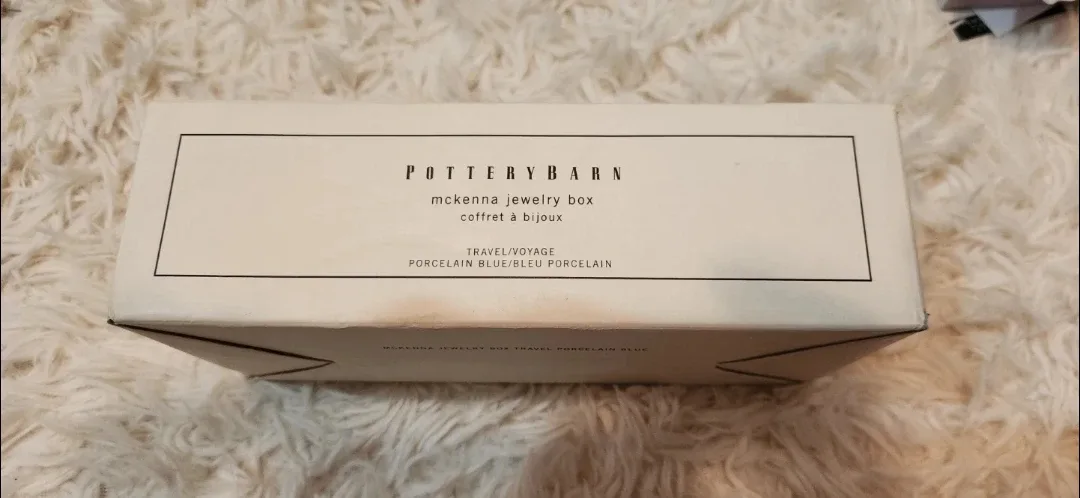 POTTERYBARN
mckenna jewelry box
coffret à bijoux
TRAVEL/VOYAGE
PORCELAIN BLUE/BLEU PORCELAIN
MCKENNA JEWELRY BOX TRAVEL PORCELAIN BLUE